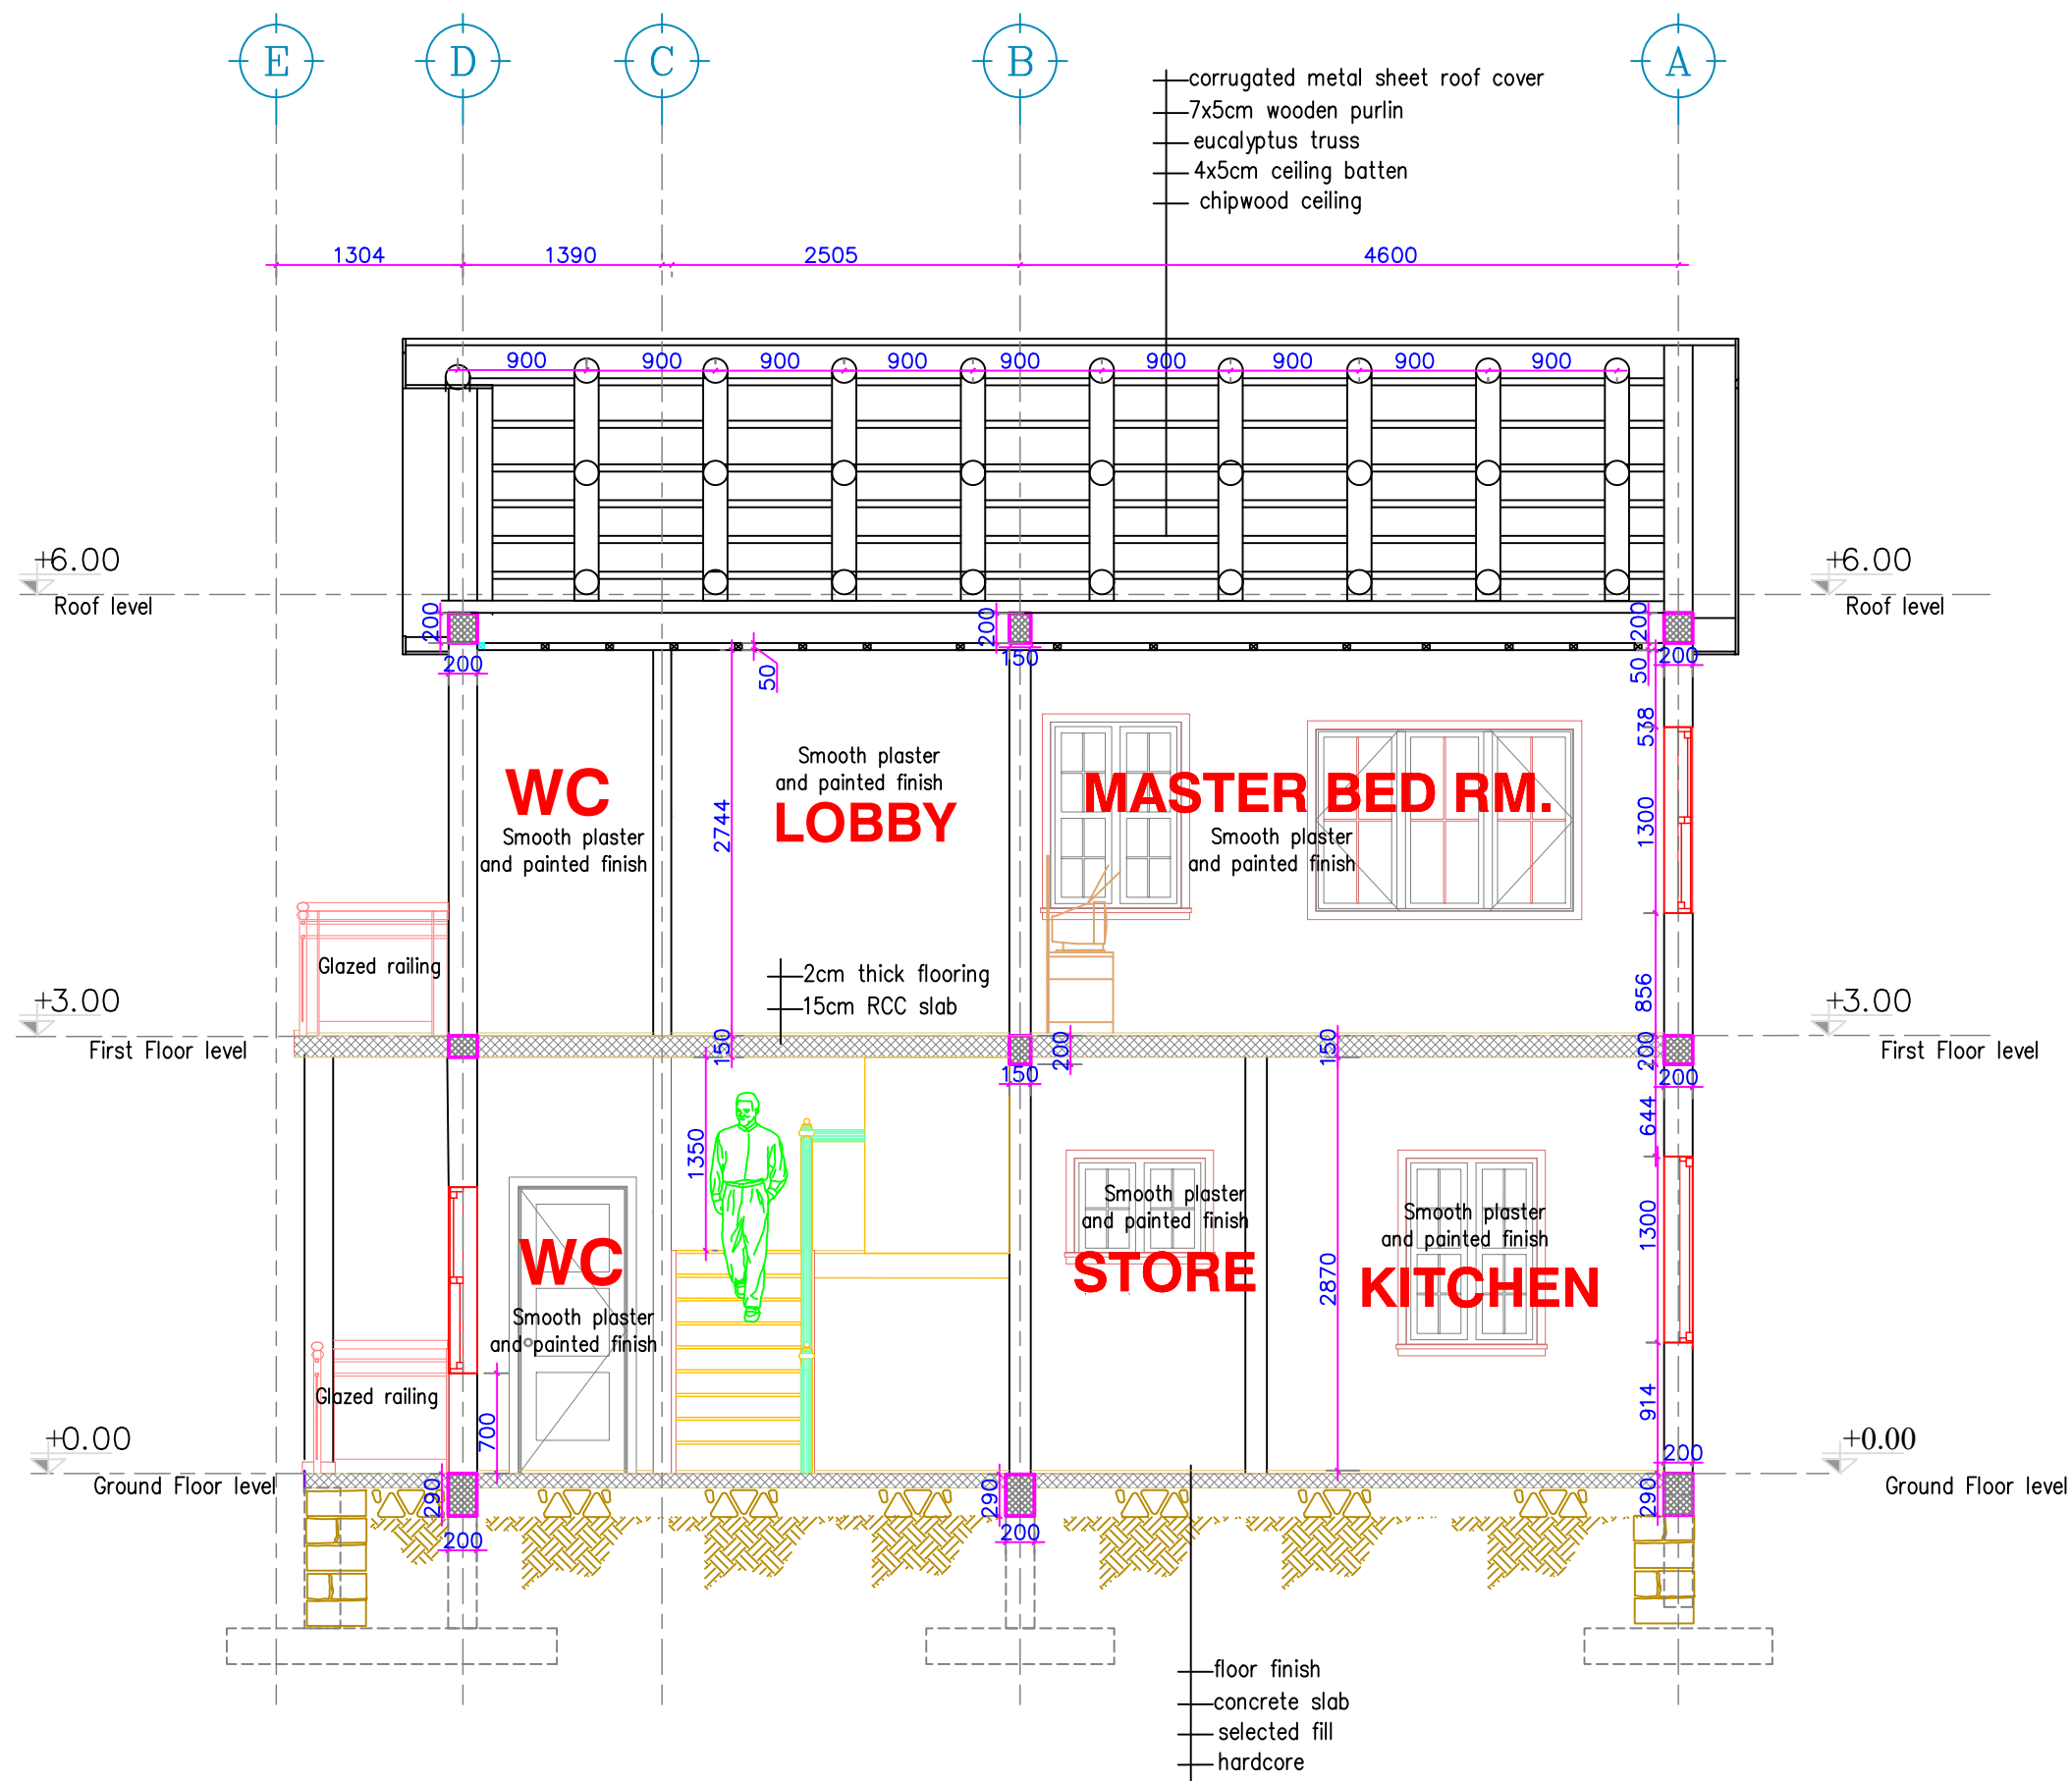 E D C B A
corrugated metal sheet roof cover
7x5cm wooden purlin
eucalyptus truss
4x5cm ceiling batten
chipwood ceiling
1304 1390 2505 4600
900 900 900 900 900 900 900 900 900
+6.00 +6.00
Roof level Roof level
200 200 200
200 150 200
50 50
538
Smooth plaster
and painted finish
WC LOBBY MASTER BED RM.
2744 1300
Smooth plaster Smooth plaster
and painted finish and painted finish
Glazed railing
2cm thick flooring
15cm RCC slab
856
+3.00 +3.00
First Floor level First Floor level
150 200 150 200
150 200
644
1350
Smooth plaster
and painted finish
Smooth plaster
and painted finish
1300
WC STORE KITCHEN
2870
Smooth plaster
and painted finish
Glazed railing
700 914
+0.00 +0.00
200
Ground Floor level Ground Floor level
290 290 290
200 200
floor finish
concrete slab
selected fill
hardcore